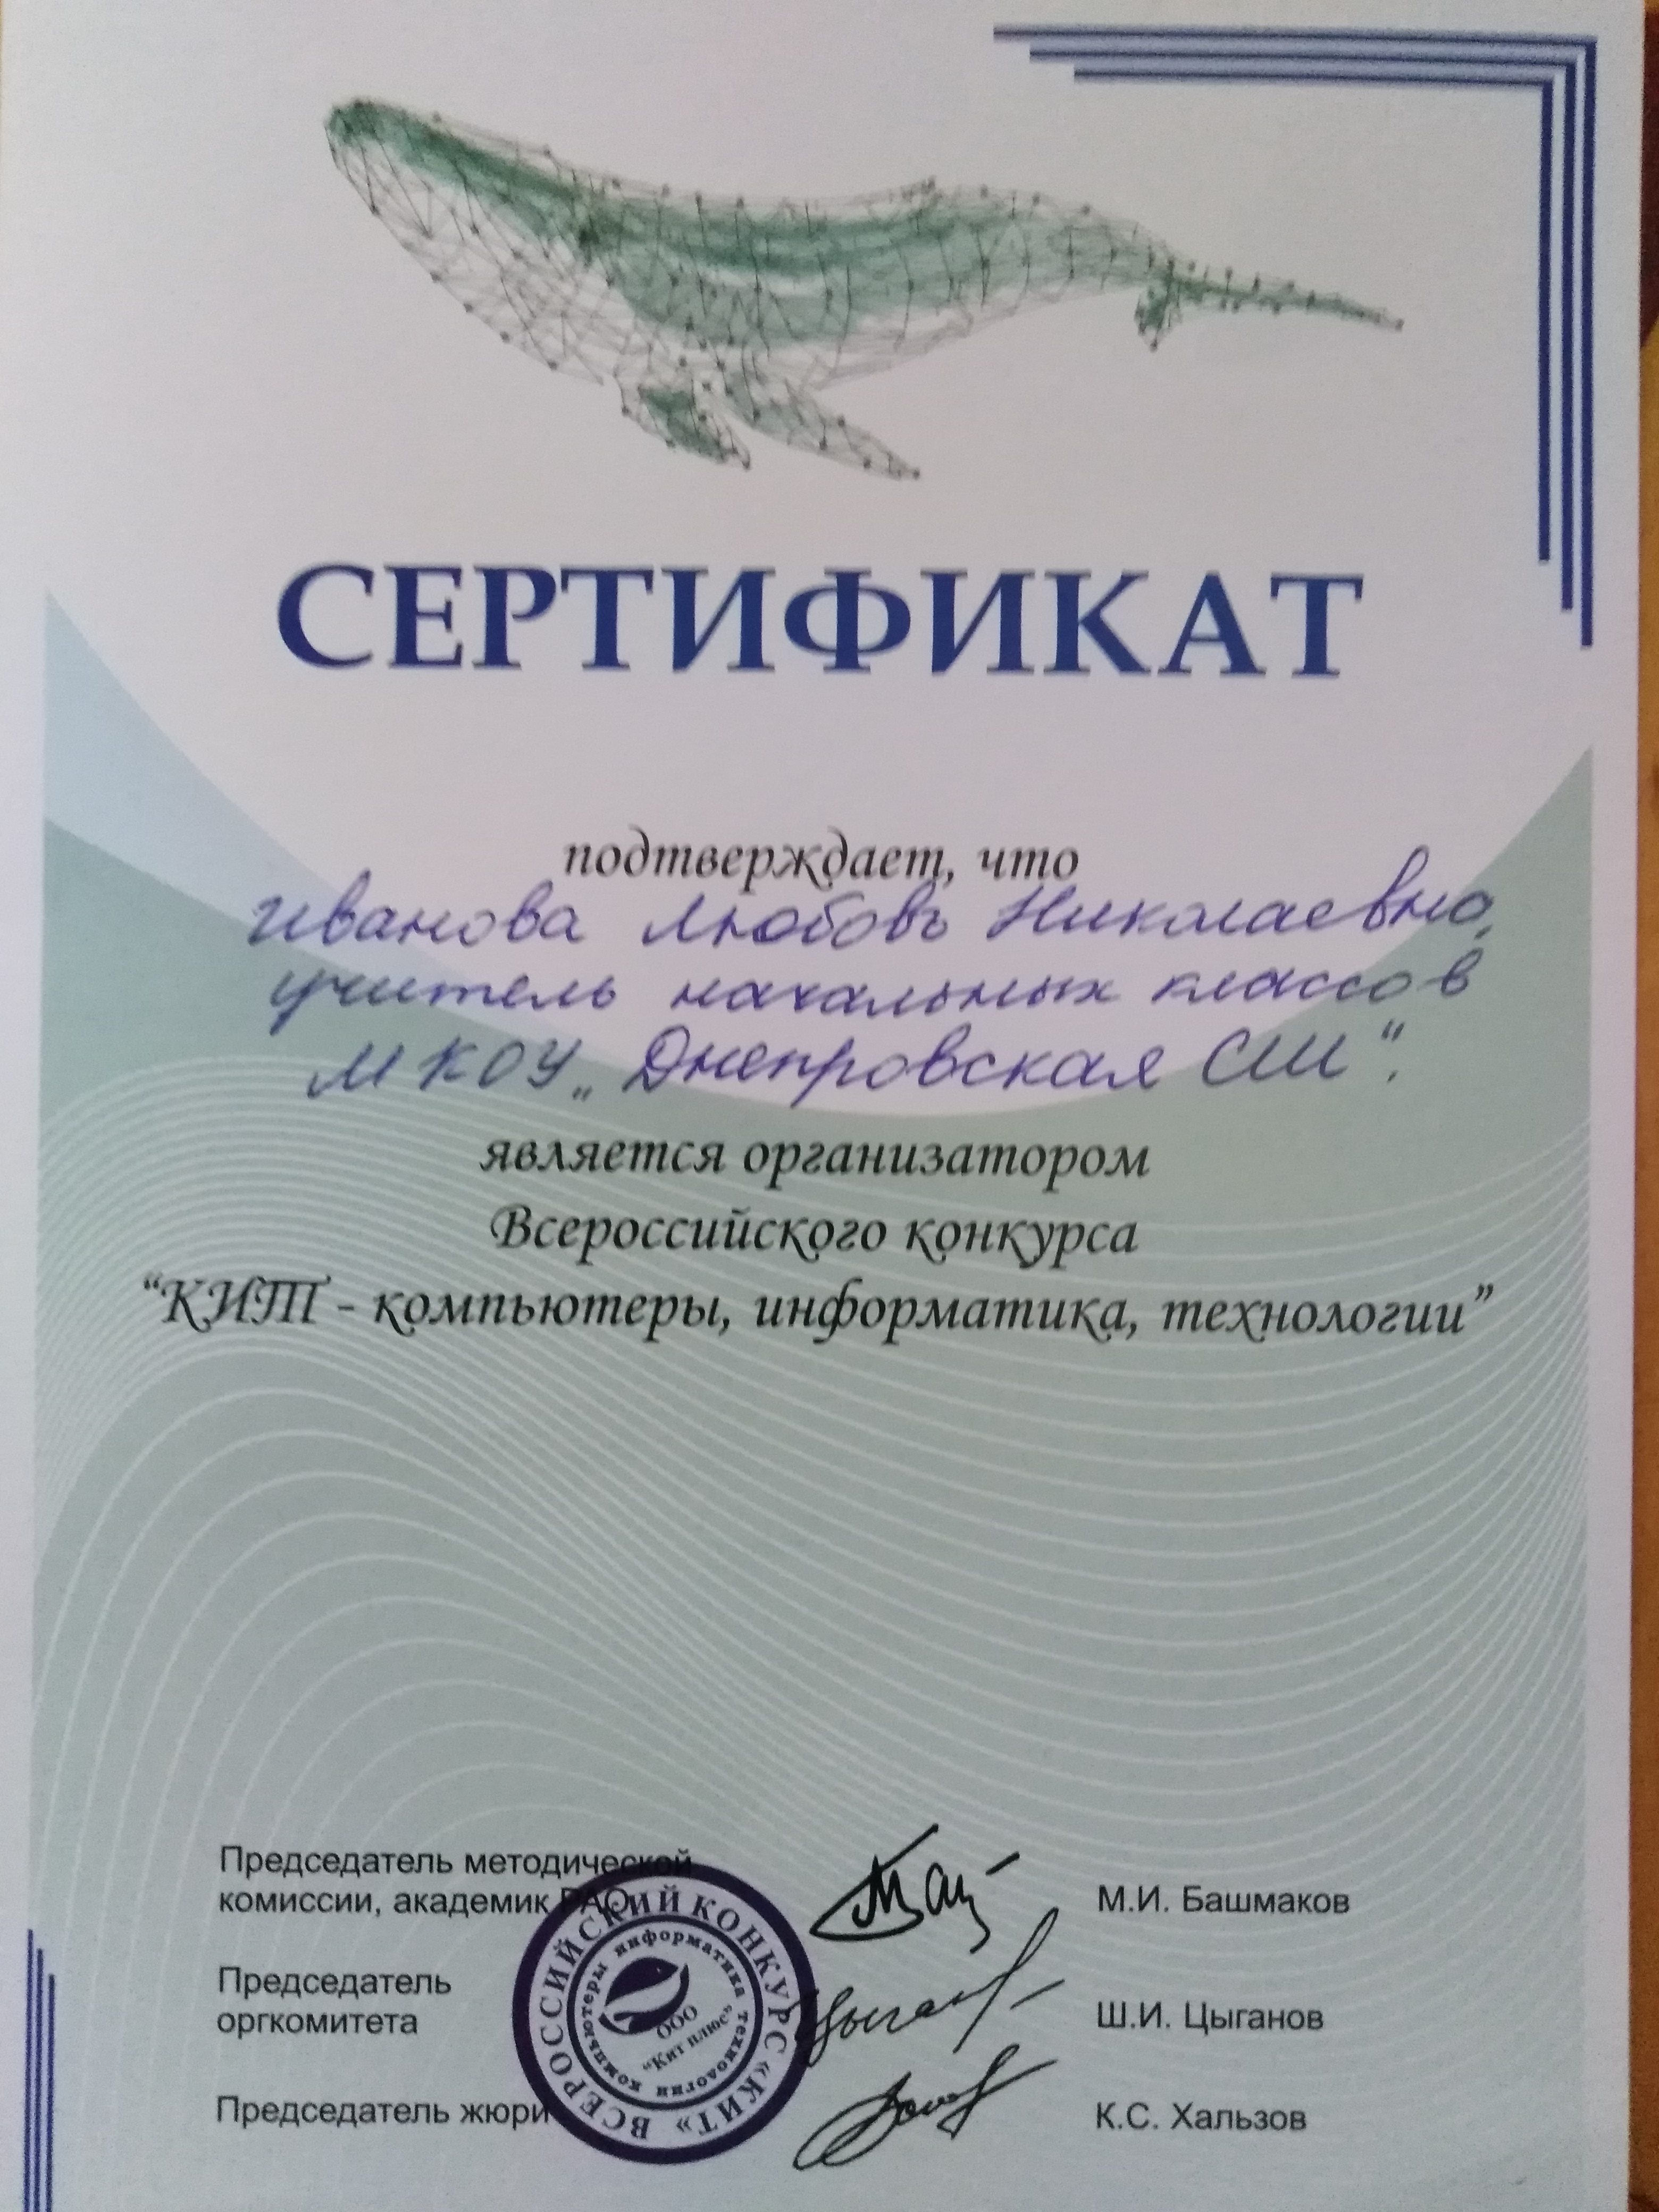 СЕРТИФИКАТ
подтверждает, что
Иванова Любовь Николаевна,
учитель начальных классов
МКОУ „Днепровская СШ“.
является организатором
Всероссийского конкурса
“КИТ - компьютеры, информатика, технологии”
Председатель методической
комиссии, академик РАО
М.И. Башмаков
Председатель
оргкомитета
Ш.И. Цыганов
Председатель жюри
К.С. Хальзов
ВСЕРОССИЙСКИЙ КОНКУРС «КИТ»
компьютеры информатика технологии
ООО
“Кит плюс»